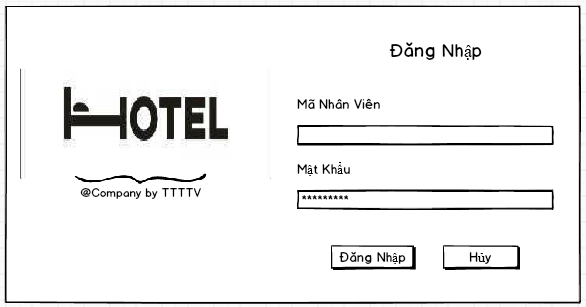 HOTEL
@Company by TTTTV
Đăng Nhập
Mã Nhân Viên
Mật Khẩu
*********
Đăng Nhập
Hủy